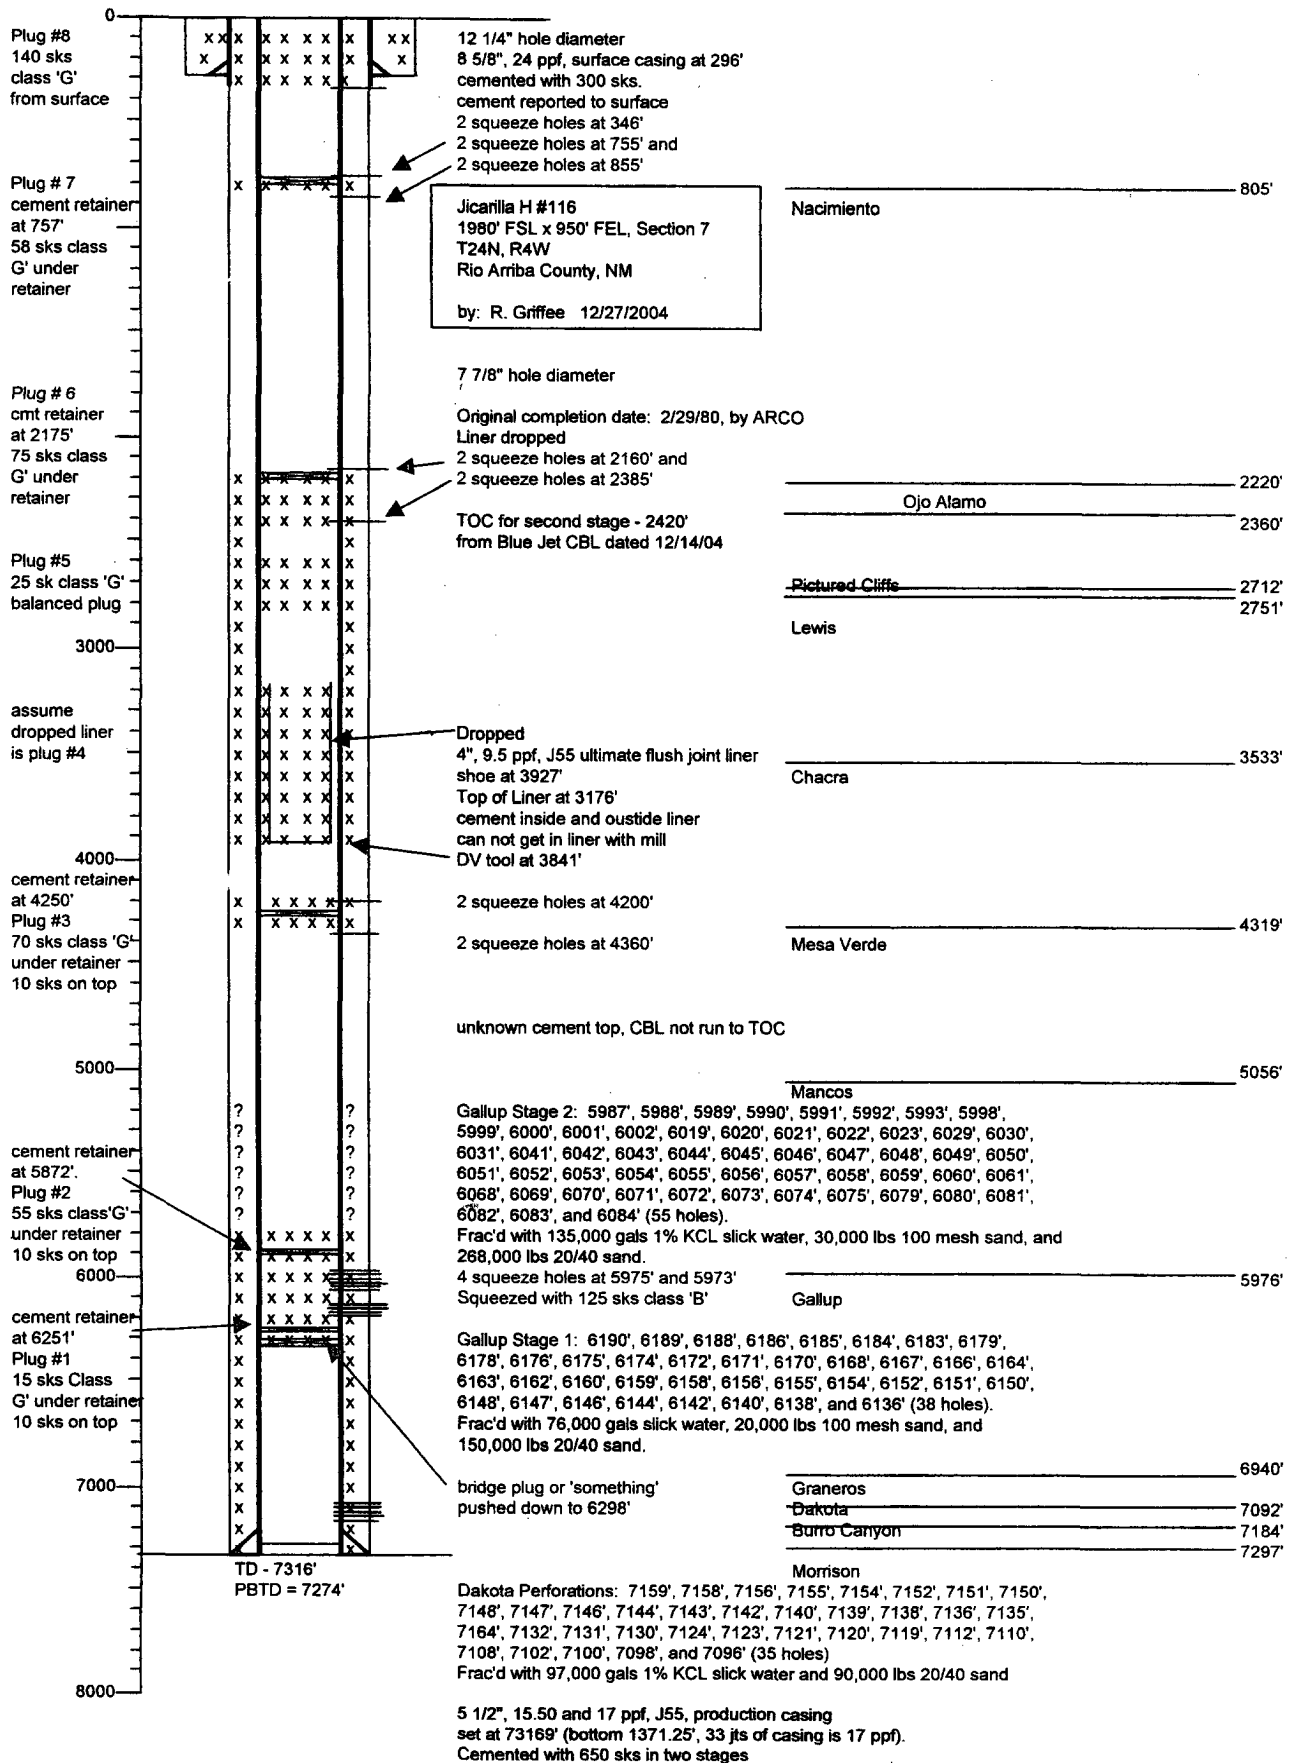 0
Plug #8
140 sks
class 'G'
from surface
12 1/4" hole diameter
8 5/8", 24 ppf, surface casing at 296'
cemented with 300 sks.
cement reported to surface
2 squeeze holes at 346'
2 squeeze holes at 755' and
2 squeeze holes at 855'
Plug # 7
cement retainer
at 757'
58 sks class
G' under
retainer
Jicarilla H #116
1980' FSL x 950' FEL, Section 7
T24N, R4W
Rio Arriba County, NM
by: R. Griffee 12/27/2004
805'
Nacimiento
7 7/8" hole diameter
Plug # 6
cmt retainer
at 2175'
75 sks class
G' under
retainer
Original completion date: 2/29/80, by ARCO
Liner dropped
2 squeeze holes at 2160' and
2 squeeze holes at 2385'
TOC for second stage - 2420'
from Blue Jet CBL dated 12/14/04
2220'
Ojo Alamo
2360'
Plug #5
25 sk class 'G'
balanced plug
Pictured Cliffs
2712'
2751'
Lewis
3000
assume
dropped liner
is plug #4
Dropped
4", 9.5 ppf, J55 ultimate flush joint liner
shoe at 3927'
Top of Liner at 3176'
cement inside and oustide liner
can not get in liner with mill
DV tool at 3841'
3533'
Chacra
4000
cement retainer
at 4250'
Plug #3
70 sks class 'G'
under retainer
10 sks on top
2 squeeze holes at 4200'
2 squeeze holes at 4360'
4319'
Mesa Verde
unknown cement top, CBL not run to TOC
5000
5056'
Mancos
cement retainer
at 5872'.
Plug #2
55 sks class'G'
under retainer
10 sks on top
Gallup Stage 2: 5987', 5988', 5989', 5990', 5991', 5992', 5993', 5998',
5999', 6000', 6001', 6002', 6019', 6020', 6021', 6022', 6023', 6029', 6030',
6031', 6041', 6042', 6043', 6044', 6045', 6046', 6047', 6048', 6049', 6050',
6051', 6052', 6053', 6054', 6055', 6056', 6057', 6058', 6059', 6060', 6061',
6068', 6069', 6070', 6071', 6072', 6073', 6074', 6075', 6079', 6080', 6081',
6082', 6083', and 6084' (55 holes).
Frac'd with 135,000 gals 1% KCL slick water, 30,000 lbs 100 mesh sand, and
268,000 lbs 20/40 sand.
4 squeeze holes at 5975' and 5973'
Squeezed with 125 sks class 'B'
6000
5976'
Gallup
cement retainer
at 6251'
Plug #1
15 sks Class
G' under retainer
10 sks on top
Gallup Stage 1: 6190', 6189', 6188', 6186', 6185', 6184', 6183', 6179',
6178', 6176', 6175', 6174', 6172', 6171', 6170', 6168', 6167', 6166', 6164',
6163', 6162', 6160', 6159', 6158', 6156', 6155', 6154', 6152', 6151', 6150',
6148', 6147', 6146', 6144', 6142', 6140', 6138', and 6136' (38 holes).
Frac'd with 76,000 gals slick water, 20,000 lbs 100 mesh sand, and
150,000 lbs 20/40 sand.
7000
bridge plug or 'something'
pushed down to 6298'
6940'
Graneros
Dakota
7092'
Burro Canyon
7184'
7297'
Morrison
TD - 7316'
PBTD = 7274'
Dakota Perforations: 7159', 7158', 7156', 7155', 7154', 7152', 7151', 7150',
7148', 7147', 7146', 7144', 7143', 7142', 7140', 7139', 7138', 7136', 7135',
7164', 7132', 7131', 7130', 7124', 7123', 7121', 7120', 7119', 7112', 7110',
7108', 7102', 7100', 7098', and 7096' (35 holes)
Frac'd with 97,000 gals 1% KCL slick water and 90,000 lbs 20/40 sand
8000
5 1/2", 15.50 and 17 ppf, J55, production casing
set at 73169' (bottom 1371.25', 33 jts of casing is 17 ppf).
Cemented with 650 sks in two stages